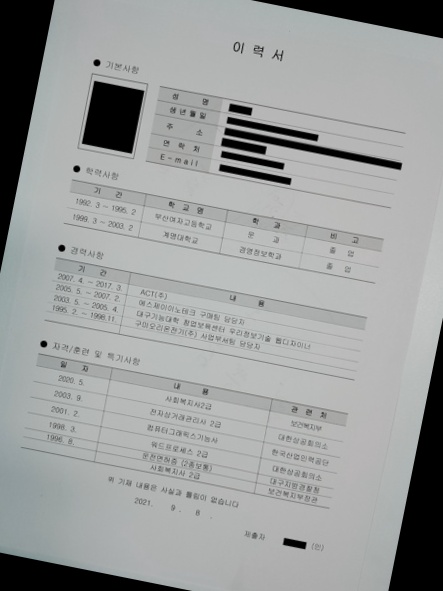 이 력 서
● 기본사항
성 명
생년월일
주 소
연 락 처
E-mail
● 학력사항
기 간 학 교 명 학 과 비 고
1992. 3 ~ 1995. 2 부산여자고등학교 문 과 졸 업
1999. 3 ~ 2003. 2 계명대학교 경영정보학과 졸 업
● 경력사항
기 간 내 용
2007. 4. ~ 2017. 3. ACT(주)
2005. 5. ~ 2007. 2. 에스제이이노테크 구매팀 담당자
2003. 5. ~ 2005. 4. 대구기능대학 창업보육센터 우리정보기술 웹디자이너
1995. 2. ~ 1998.11. 구미오리온전기(주) 사업부서팀 담당자
● 자격/훈련 및 특기사항
일 자 내 용 관 련 처
2020. 5. 사회복지사2급 보건복지부
2003. 9. 전자상거래관리사 2급 대한상공회의소
2001. 2. 컴퓨터그래픽스기능사 한국산업인력공단
1998. 3. 워드프로세스 2급 대한상공회의소
1996. 8. 운전면허증 (2종보통) 대구지방경찰청
사회복지사 2급 보건복지부장관
위 기재 내용은 사실과 틀림이 없습니다
2021. 9. 8.
제출자 (인)